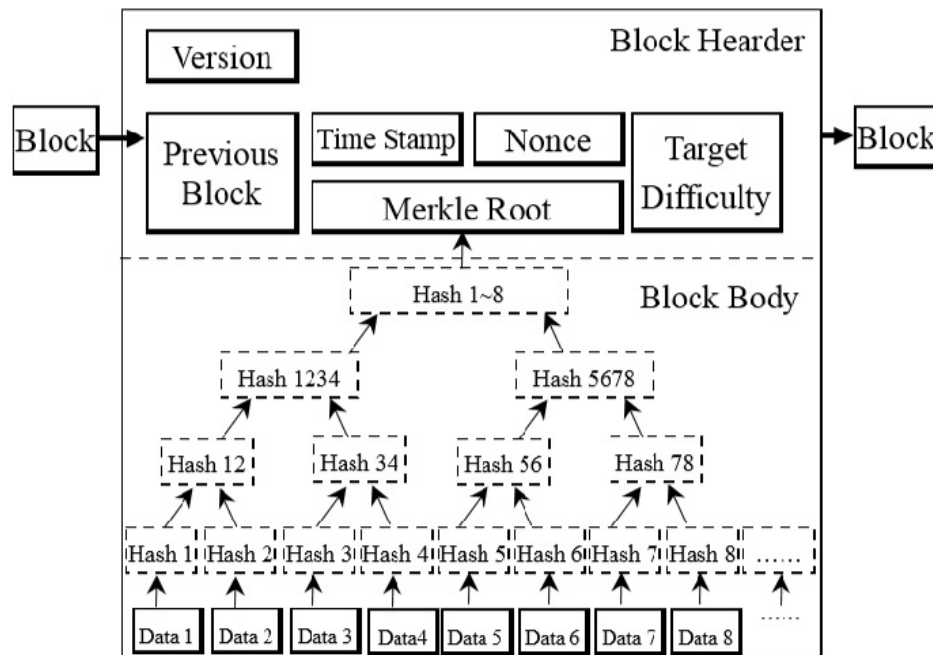 Block Hearder
Version
Block
Previous
Block
Time Stamp
Nonce
Target
Difficulty
Block
Merkle Root
Hash 1~8
Block Body
Hash 1234
Hash 5678
Hash 12
Hash 34
Hash 56
Hash 78
Hash 1
Hash 2
Hash 3
Hash 4
Hash 5
Hash 6
Hash 7
Hash 8
......
Data 1
Data 2
Data 3
Data4
Data 5
Data 6
Data 7
Data 8
......